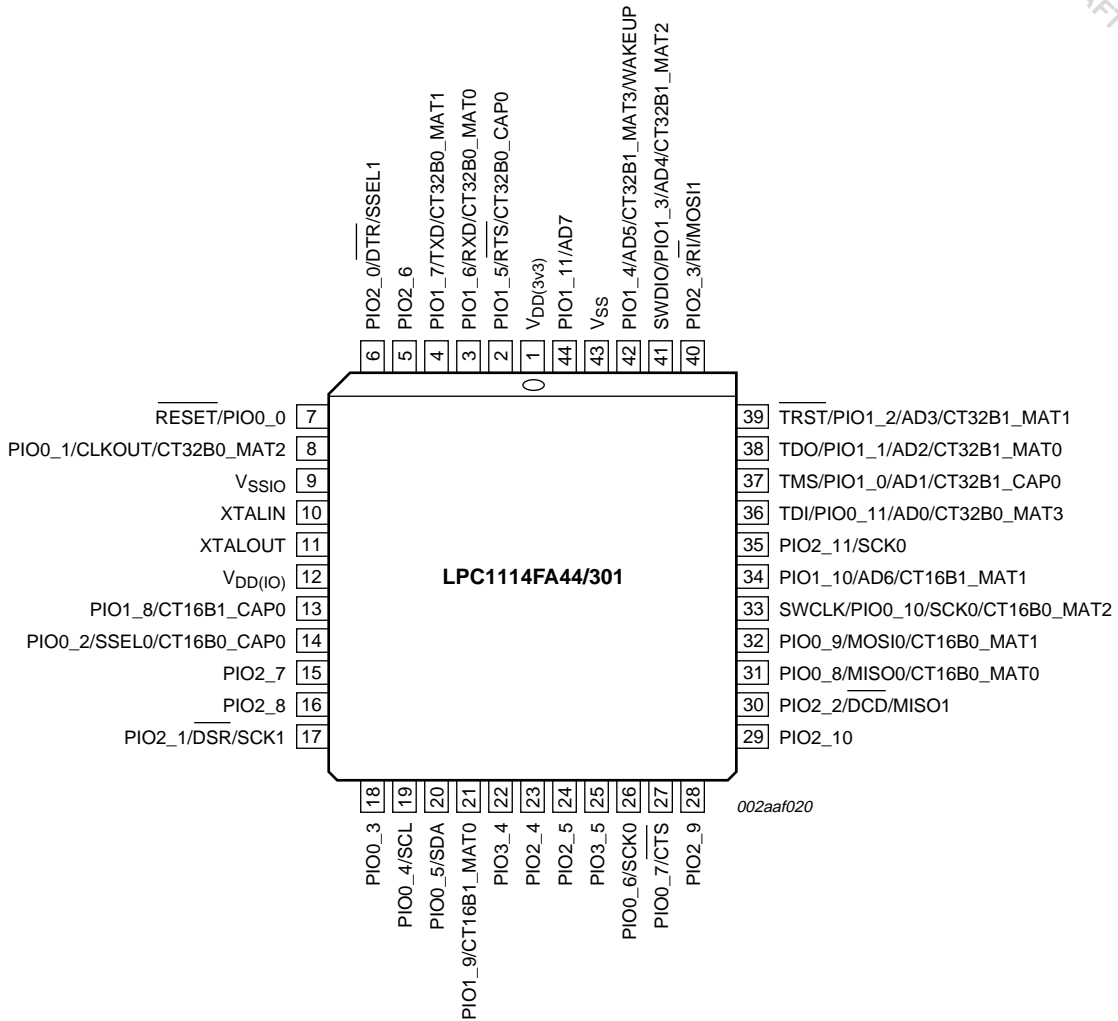 PIO2_0/DTR/SSEL1
PIO2_6
PIO1_7/TXD/CT32B0_MAT1
PIO1_6/RXD/CT32B0_MAT0
PIO1_5/RTS/CT32B0_CAP0
VDD(3v3)
PIO1_11/AD7
VSS
PIO1_4/AD5/CT32B1_MAT3/WAKEUP
SWDIO/PIO1_3/AD4/CT32B1_MAT2
PIO2_3/RI/MOSI1
6 5 4 3 2 1 44 43 42 41 40
RESET/PIO0_0 7
PIO0_1/CLKOUT/CT32B0_MAT2 8
VSSIO 9
XTALIN 10
XTALOUT 11
VDD(IO) 12
PIO1_8/CT16B1_CAP0 13
PIO0_2/SSEL0/CT16B0_CAP0 14
PIO2_7 15
PIO2_8 16
PIO2_1/DSR/SCK1 17
LPC1114FA44/301
39 TRST/PIO1_2/AD3/CT32B1_MAT1
38 TDO/PIO1_1/AD2/CT32B1_MAT0
37 TMS/PIO1_0/AD1/CT32B1_CAP0
36 TDI/PIO0_11/AD0/CT32B0_MAT3
35 PIO2_11/SCK0
34 PIO1_10/AD6/CT16B1_MAT1
33 SWCLK/PIO0_10/SCK0/CT16B0_MAT2
32 PIO0_9/MOSI0/CT16B0_MAT1
31 PIO0_8/MISO0/CT16B0_MAT0
30 PIO2_2/DCD/MISO1
29 PIO2_10
18 19 20 21 22 23 24 25 26 27 28
PIO0_3
PIO0_4/SCL
PIO0_5/SDA
PIO1_9/CT16B1_MAT0
PIO3_4
PIO2_4
PIO2_5
PIO3_5
PIO0_6/SCK0
PIO0_7/CTS
PIO2_9
002aaf020